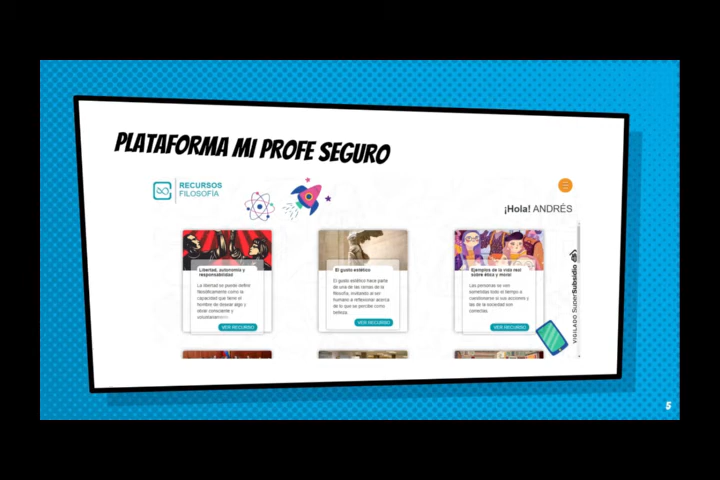 PLATAFORMA MI PROFE SEGURO
RECURSOS
FILOSOFÍA
¡Hola! ANDRÉS
Libertad, autonomía y
responsabilidad
La libertad se puede definir
filosóficamente como la
capacidad que tiene el
hombre de desear algo y
obrar consciente y
voluntariamente.
VER RECURSO
El gusto estético
El gusto estético hace parte
de una de las ramas de la
filosofía, invitando al ser
humano a reflexionar acerca
de lo que se percibe como
belleza.
VER RECURSO
Ejemplos de la vida real
sobre ética y moral
Las personas se ven
sometidas todo el tiempo a
cuestionarse si sus acciones y
las de la sociedad son
correctas.
VER RECURSO
VIGILADO SuperSubsidio
5